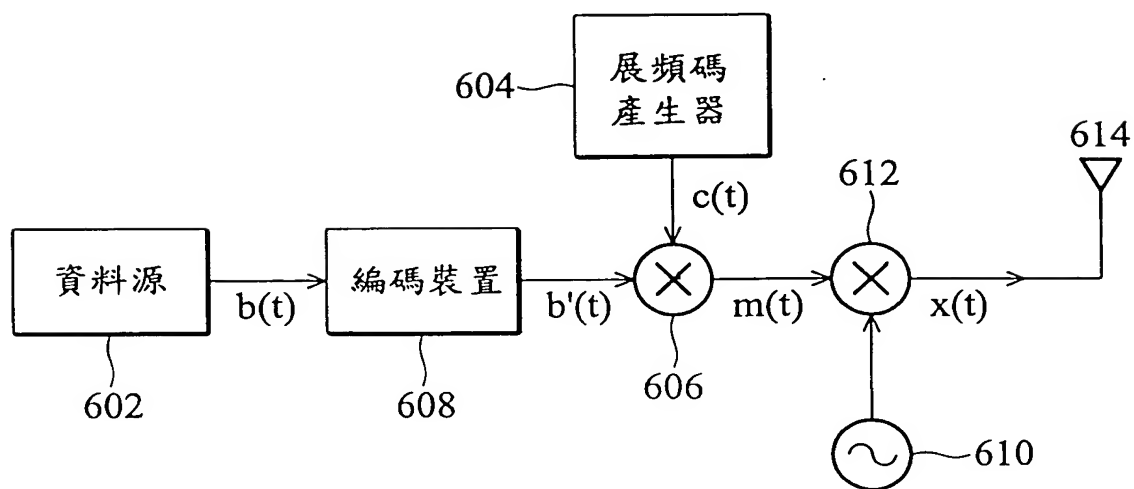 展頻碼
產生器
604
c(t)
612
614
資料源
b(t)
編碼裝置
b'(t)
m(t)
x(t)
602
608
606
610